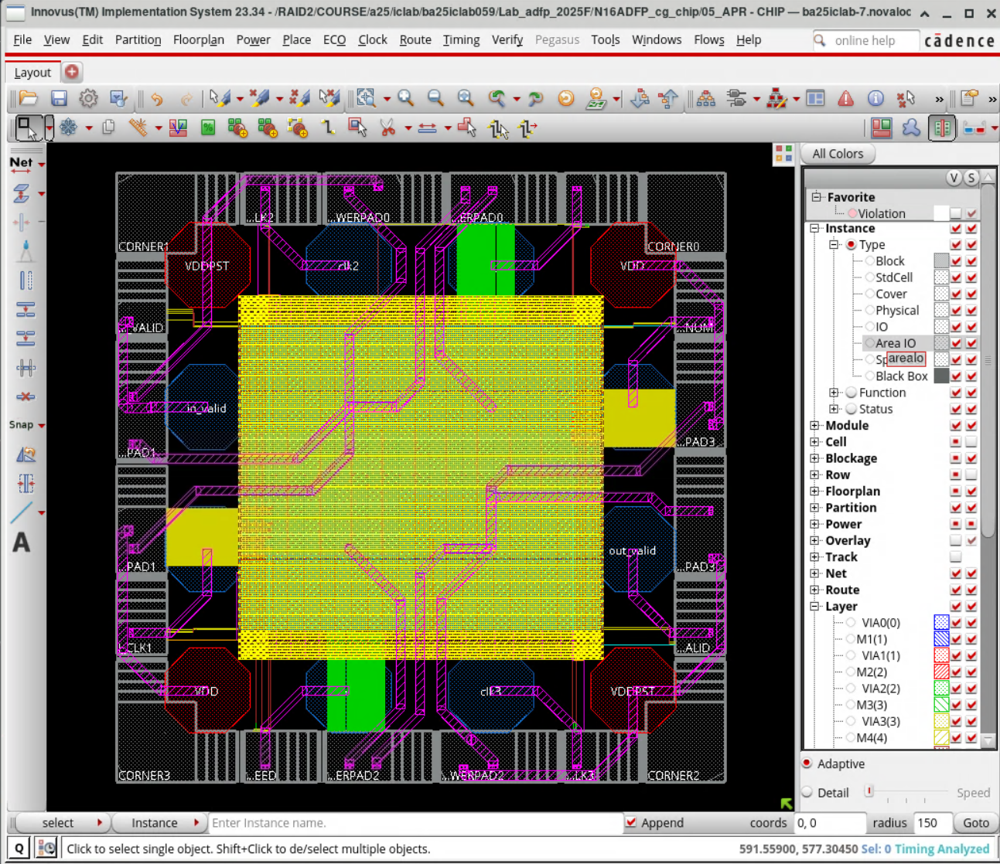 Innovus(TM) Implementation System 23.34 - /RAID2/COURSE/a25/iclab/ba25iclab059/Lab_adfp_2025F/N16ADFP_cg_chip/05_APR - CHIP — ba25iclab-7.novaloc
File View Edit Partition Floorplan Power Place ECO Clock Route Timing Verify Pegasus Tools Windows Flows Help online help cādence
Layout
»
»
All Colors
Net
V S
Favorite
Violation
Instance
Type
Block
StdCell
Cover
Physical
IO
Area IO
Sp areaIo
Black Box
Function
Status
Module
Cell
Blockage
Row
Floorplan
Partition
Power
Overlay
Track
Net
Route
Layer
VIA0(0)
M1(1)
VIA1(1)
M2(2)
VIA2(2)
M3(3)
VIA3(3)
M4(4)
Adaptive
Detail Speed
Snap
A
...LK2 ...WERPAD0 ...ERPAD0
CORNER1 CORNER0
VDDPST clk2 VDD
...VALID ...NUM
in_valid
...PAD1 ...PAD3
out_valid
...PAD1 ...PAD3
...CLK1 ...ALID
VDD clk3 VDDPST
CORNER3 ...EED ...ERPAD2 ...WERPAD2 ...LK3 CORNER2
select Instance Enter Instance name. Append coords 0, 0 radius 150 Goto
Q Click to select single object. Shift+Click to de/select multiple objects. 591.55900, 577.30450 Sel: 0 Timing Analyzed